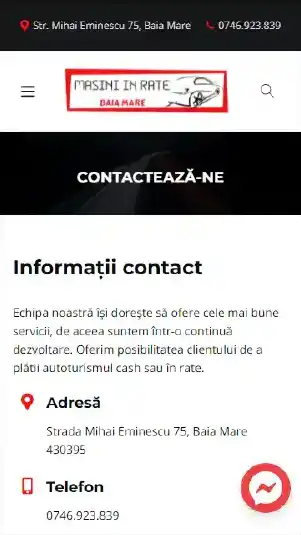 Str. Mihai Eminescu 75, Baia Mare 0746.923.839
MASINI IN RATE
BAIA MARE
CONTACTEAZĂ-NE
Informații contact
Echipa noastră își dorește să ofere cele mai bune
servicii, de aceea suntem într-o continuă
dezvoltare. Oferim posibilitatea clientului de a
plăti autoturismul cash sau în rate.
Adresă
Strada Mihai Eminescu 75, Baia Mare
430395
Telefon
0746.923.839